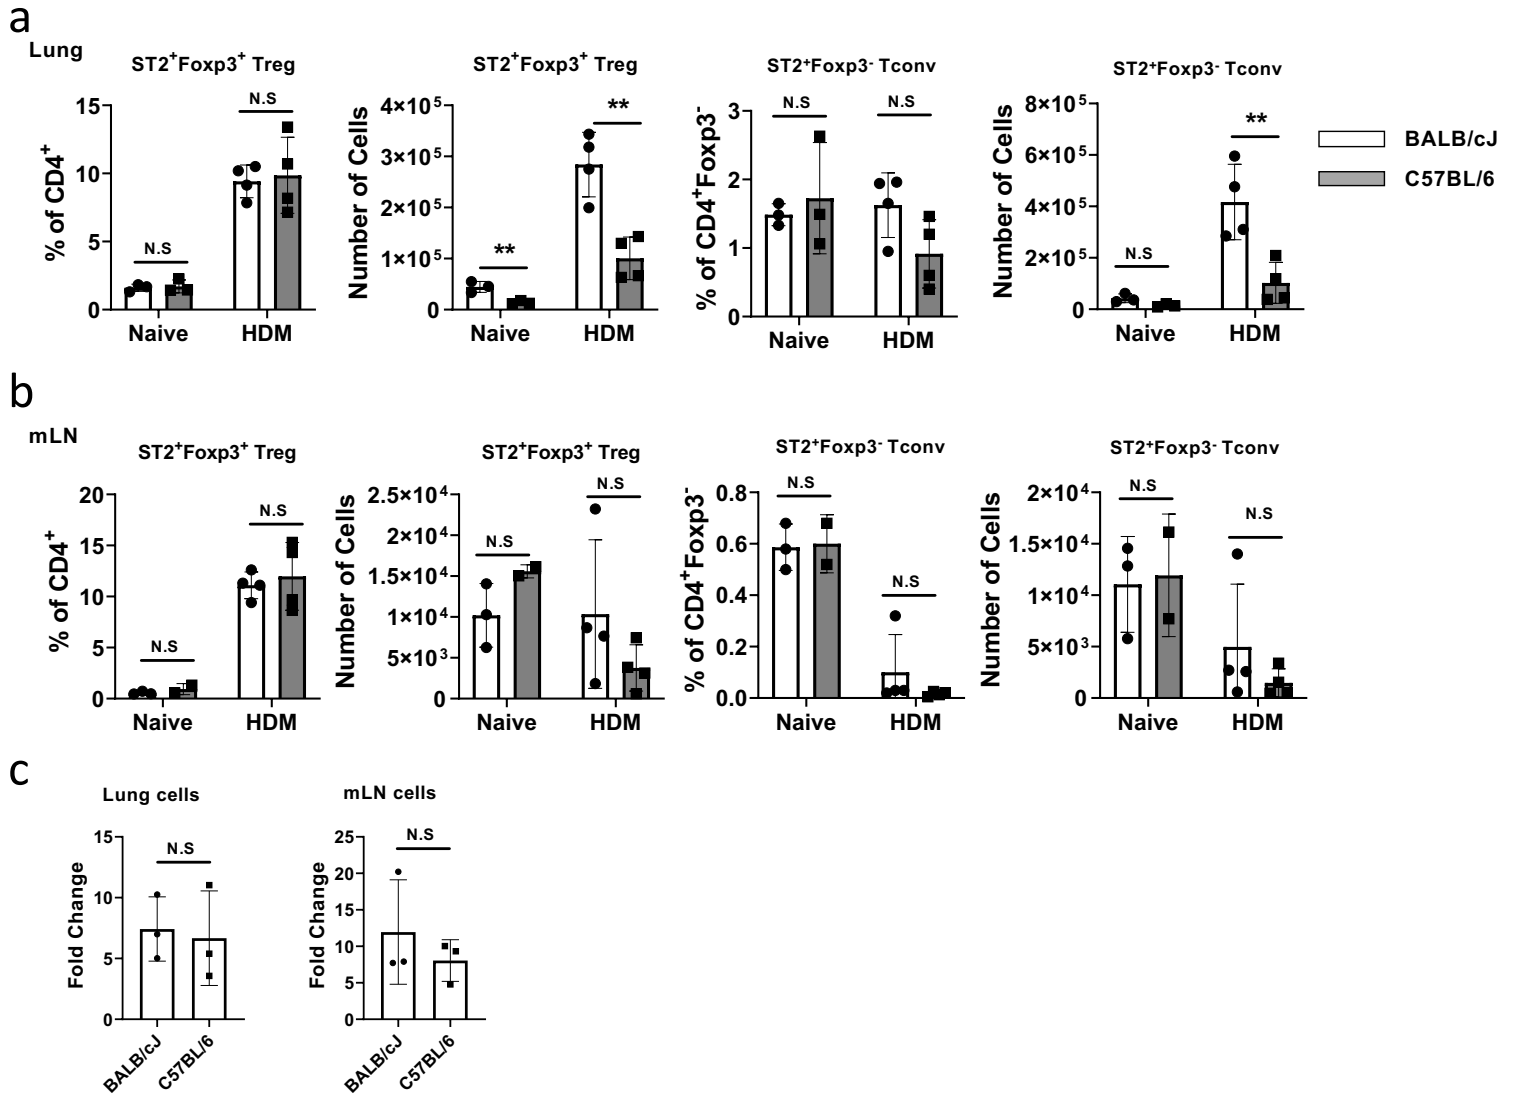 a
Lung
ST2+Foxp3+ Treg
% of CD4+
15
10
5
0
N.S
N.S
Naive
HDM
ST2+Foxp3+ Treg
Number of Cells
4×10⁵
3×10⁵
2×10⁵
1×10⁵
0
**
**
Naive
HDM
ST2+Foxp3- Tconv
% of CD4+Foxp3-
3
2
1
0
N.S
N.S
Naive
HDM
ST2+Foxp3- Tconv
Number of Cells
8×10⁵
6×10⁵
4×10⁵
2×10⁵
0
N.S
**
Naive
HDM
BALB/cJ
C57BL/6
b
mLN
ST2+Foxp3+ Treg
% of CD4+
20
15
10
5
0
N.S
N.S
Naive
HDM
ST2+Foxp3+ Treg
Number of Cells
2.5×10⁴
2×10⁴
1.5×10⁴
1×10⁴
5×10³
0
N.S
N.S
Naive
HDM
ST2+Foxp3- Tconv
% of CD4+Foxp3-
0.8
0.6
0.4
0.2
0.0
N.S
N.S
Naive
HDM
ST2+Foxp3- Tconv
Number of Cells
2×10⁴
1.5×10⁴
1×10⁴
5×10³
0
N.S
N.S
Naive
HDM
c
Lung cells
Fold Change
15
10
5
0
N.S
BALB/cJ
C57BL/6
mLN cells
Fold Change
25
20
15
10
5
0
N.S
BALB/cJ
C57BL/6